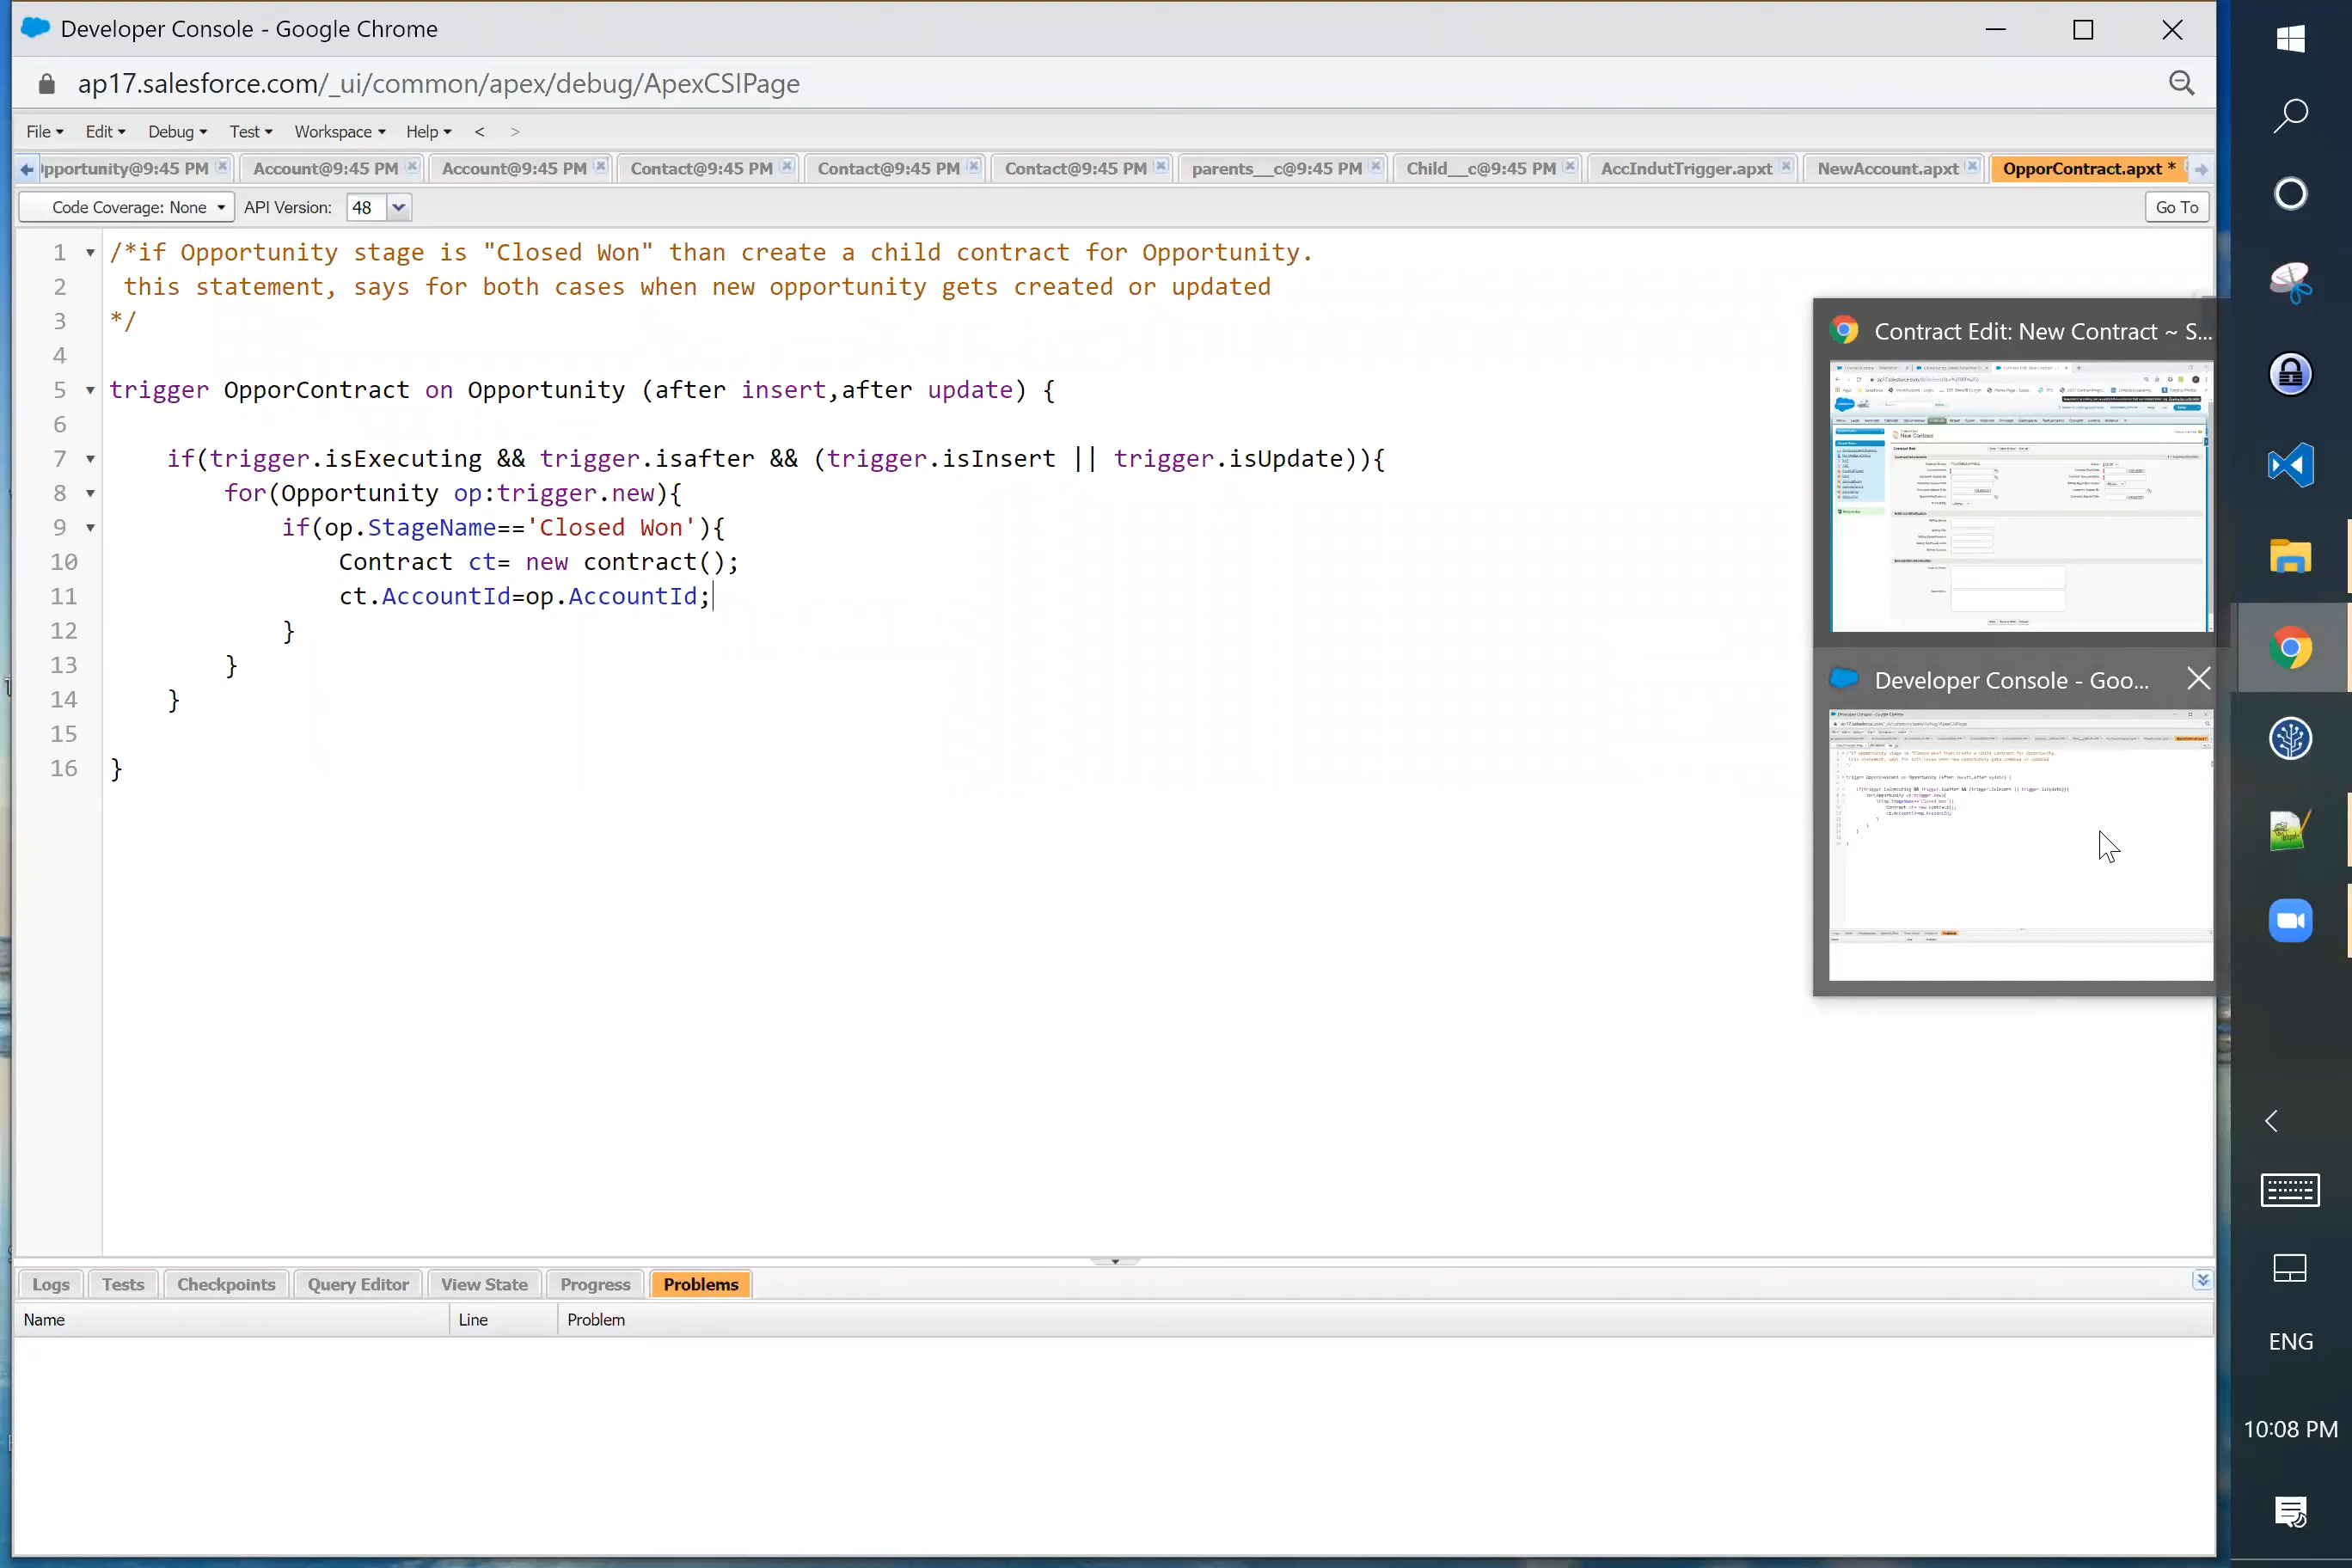 Developer Console - Google Chrome
ap17.salesforce.com/_ui/common/apex/debug/ApexCSIPage
File Edit Debug Test Workspace Help < >
pportunity@9:45 PM Account@9:45 PM Account@9:45 PM Contact@9:45 PM Contact@9:45 PM Contact@9:45 PM parents__c@9:45 PM Child__c@9:45 PM AccIndutTrigger.apxt NewAccount.apxt OpporContract.apxt *
Code Coverage: None API Version: 48 Go To
1 /*if Opportunity stage is "Closed Won" than create a child contract for Opportunity.
2 this statement, says for both cases when new opportunity gets created or updated
3 */
4
5 trigger OpporContract on Opportunity (after insert,after update) {
6
7 if(trigger.isExecuting && trigger.isafter && (trigger.isInsert || trigger.isUpdate)){
8 for(Opportunity op:trigger.new){
9 if(op.StageName=='Closed Won'){
10 Contract ct= new contract();
11 ct.AccountId=op.AccountId;
12 }
13 }
14 }
15
16 }
Contract Edit: New Contract ~ S...
New Contract
Developer Console - Goo...
Logs Tests Checkpoints Query Editor View State Progress Problems
Name Line Problem
ENG
10:08 PM